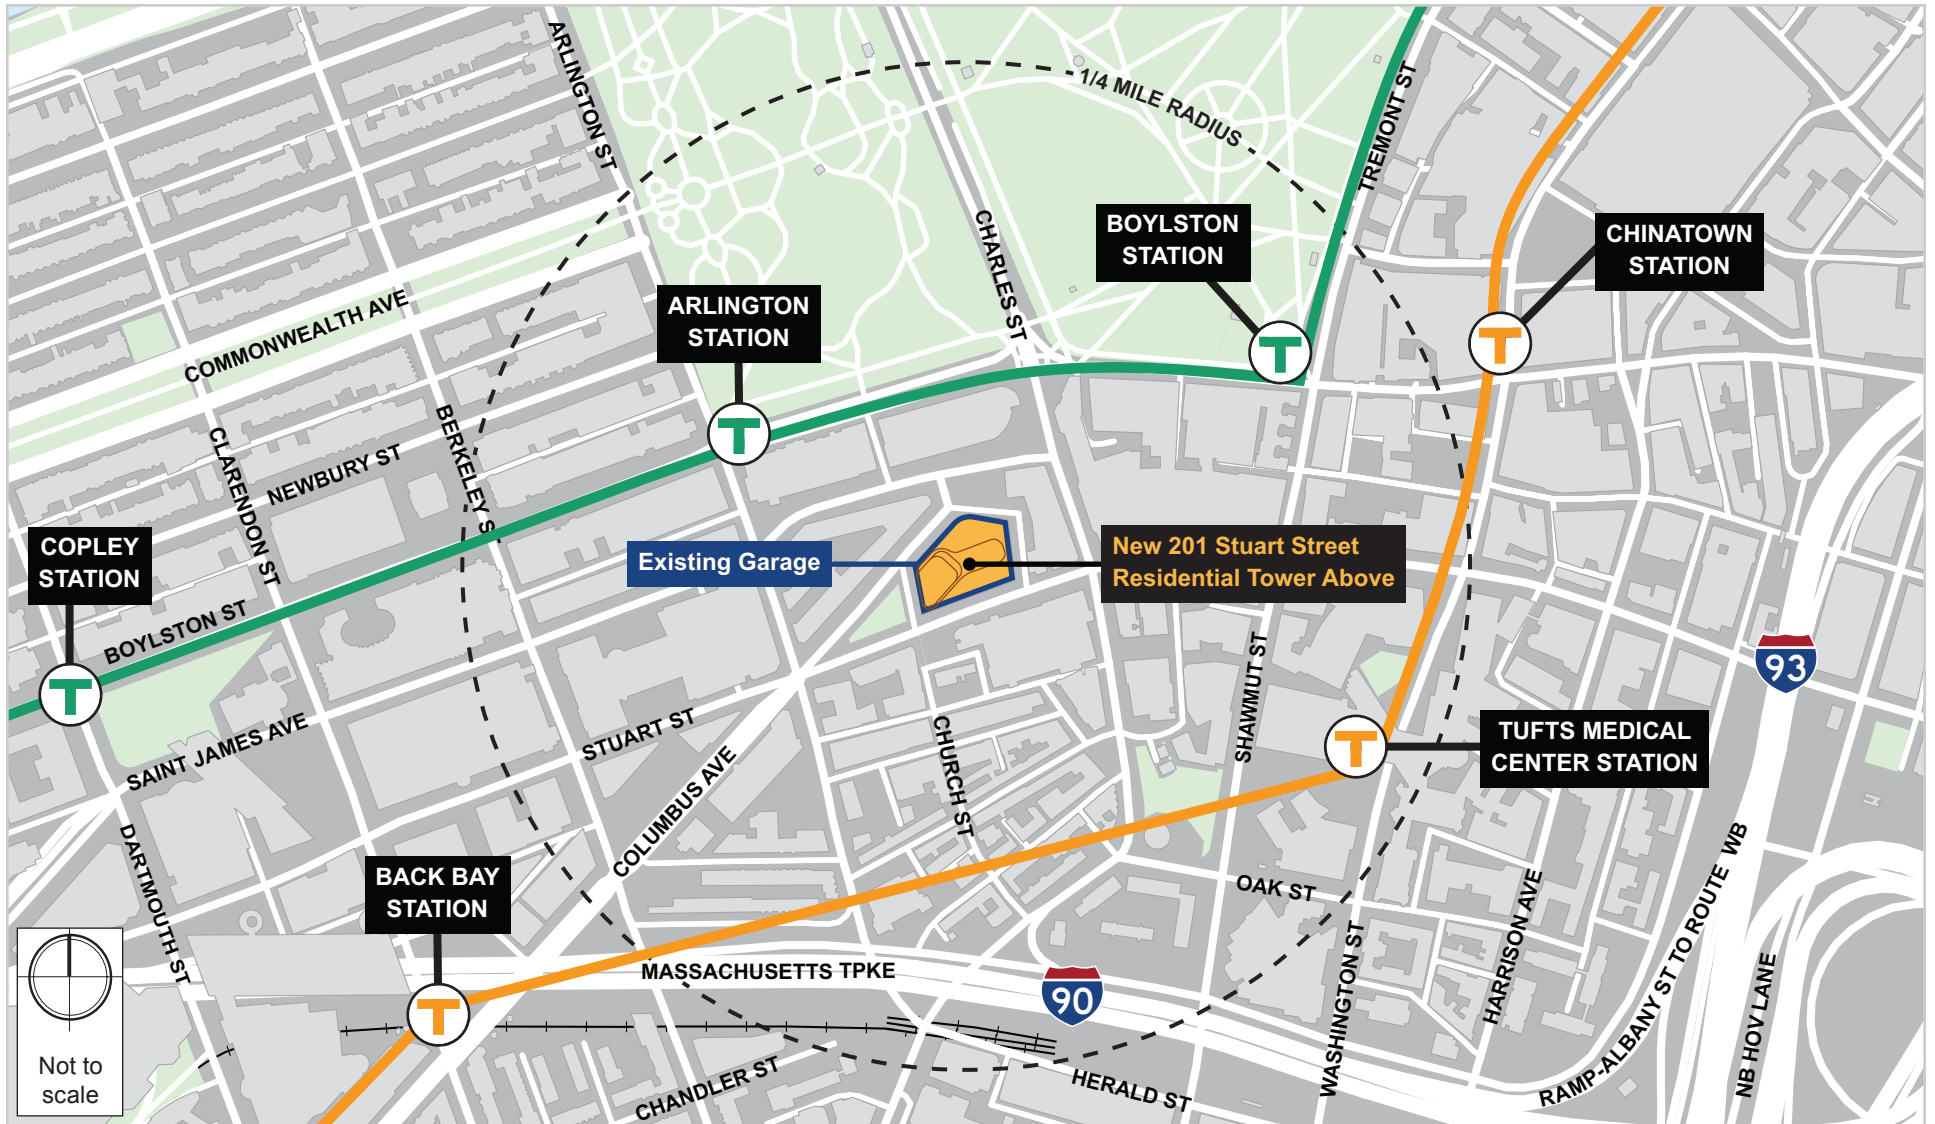 ARLINGTON ST
1/4 MILE RADIUS
TREMONT ST
CHARLES ST
BOYLSTON
STATION
CHINATOWN
STATION
ARLINGTON
STATION
COMMONWEALTH AVE
T
T
T
BERKELEY S
CLARENDON ST
NEWBURY ST
COPLEY
STATION
Existing Garage
New 201 Stuart Street
Residential Tower Above
BOYLSTON ST
T
93
SHAWMUT ST
SAINT JAMES AVE
STUART ST
COLUMBUS AVE
CHURCH ST
T
TUFTS MEDICAL
CENTER STATION
DARTMOUTH ST
BACK BAY
STATION
OAK ST
HARRISON AVE
RAMP-ALBANY ST TO ROUTE WB
MASSACHUSETTS TPKE
90
WASHINGTON ST
NB HOV LANE
T
Not to
scale
CHANDLER ST
HERALD ST